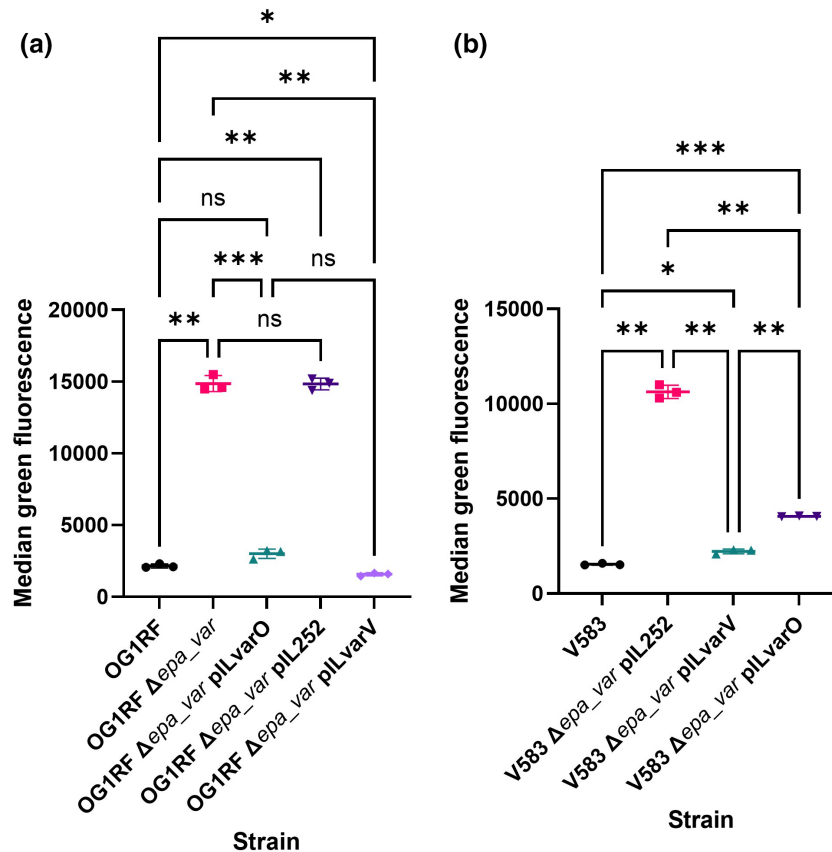 (a)
*
**
**
ns
***
ns
**
ns
Median green fluorescence
20000
15000
10000
5000
0
OG1RF
OG1RF Δepa_var
OG1RF Δepa_var pILvarO
OG1RF Δepa_var pIL252
OG1RF Δepa_var pILvarV
Strain
(b)
***
**
*
**
**
**
Median green fluorescence
15000
10000
5000
0
V583
V583 Δepa_var pIL252
V583 Δepa_var pILvarV
V583 Δepa_var pILvarO
Strain